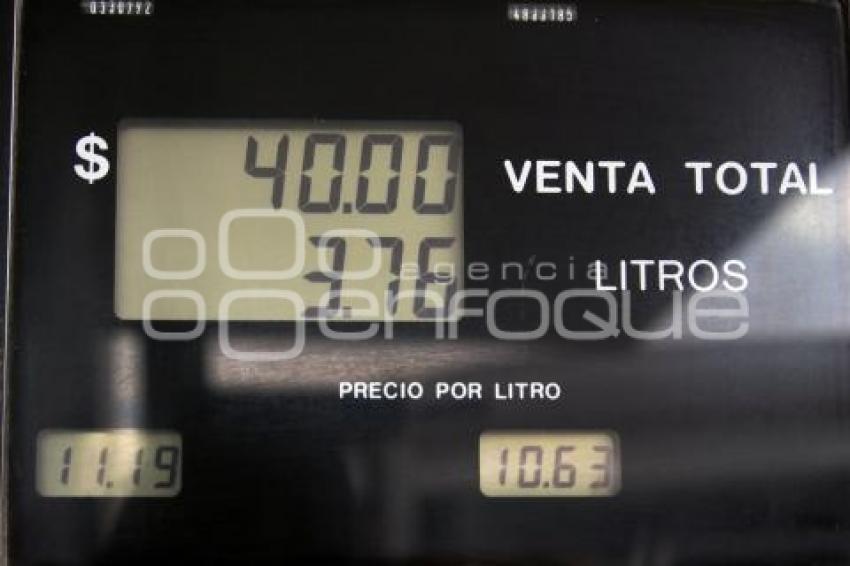 $ 40.00 VENTA TOTAL
3.76 LITROS
agencia
enfoque
PRECIO POR LITRO
11.19 10.63